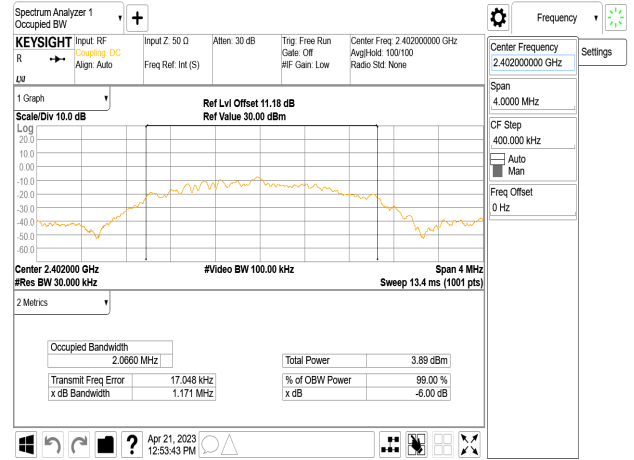 Spectrum Analyzer 1
Occupied BW
Frequency
KEYSIGHT
R
Input: RF
Coupling: DC
Align: Auto
Input Z: 50 Ω
Freq Ref: Int (S)
Atten: 30 dB
Trig: Free Run
Gate: Off
#IF Gain: Low
Center Freq: 2.402000000 GHz
Avg|Hold: 100/100
Radio Std: None
Center Frequency
2.402000000 GHz
Settings
Span
4.0000 MHz
CF Step
400.000 kHz
Auto
Man
Freq Offset
0 Hz
1 Graph
Scale/Div 10.0 dB
Ref Lvl Offset 11.18 dB
Ref Value 30.00 dBm
Log
20.0
10.0
0.00
-10.0
-20.0
-30.0
-40.0
-50.0
-60.0
Center 2.402000 GHz
#Res BW 30.000 kHz
#Video BW 100.00 kHz
Span 4 MHz
Sweep 13.4 ms (1001 pts)
2 Metrics
Occupied Bandwidth
2.0660 MHz
Transmit Freq Error 17.048 kHz
x dB Bandwidth 1.171 MHz
Total Power 3.89 dBm
% of OBW Power 99.00 %
x dB -6.00 dB
?
Apr 21, 2023
12:53:43 PM